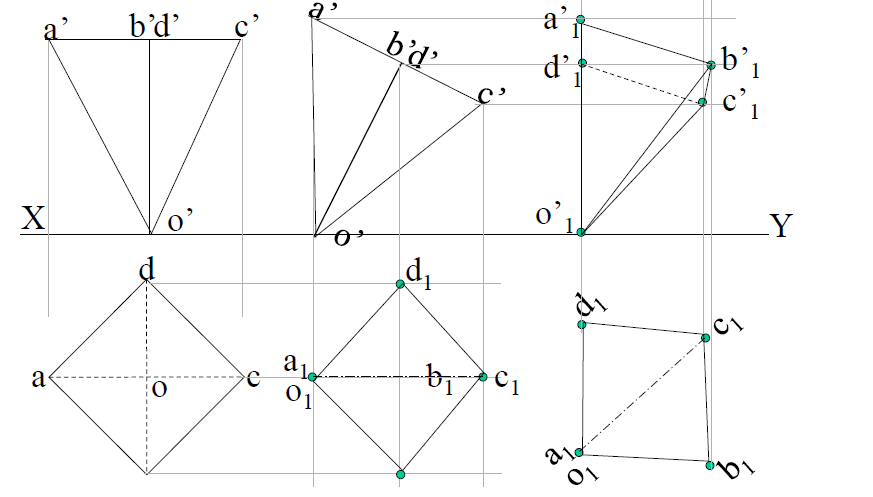 a’ b’d’ c’
a’
b’d’
c’
a’1
d’1
b’1
c’1
X
o’
o’
o’1
Y
d
d1
d1
c1
a
o
c
a1
o1
b1
c1
a1
o1
b1